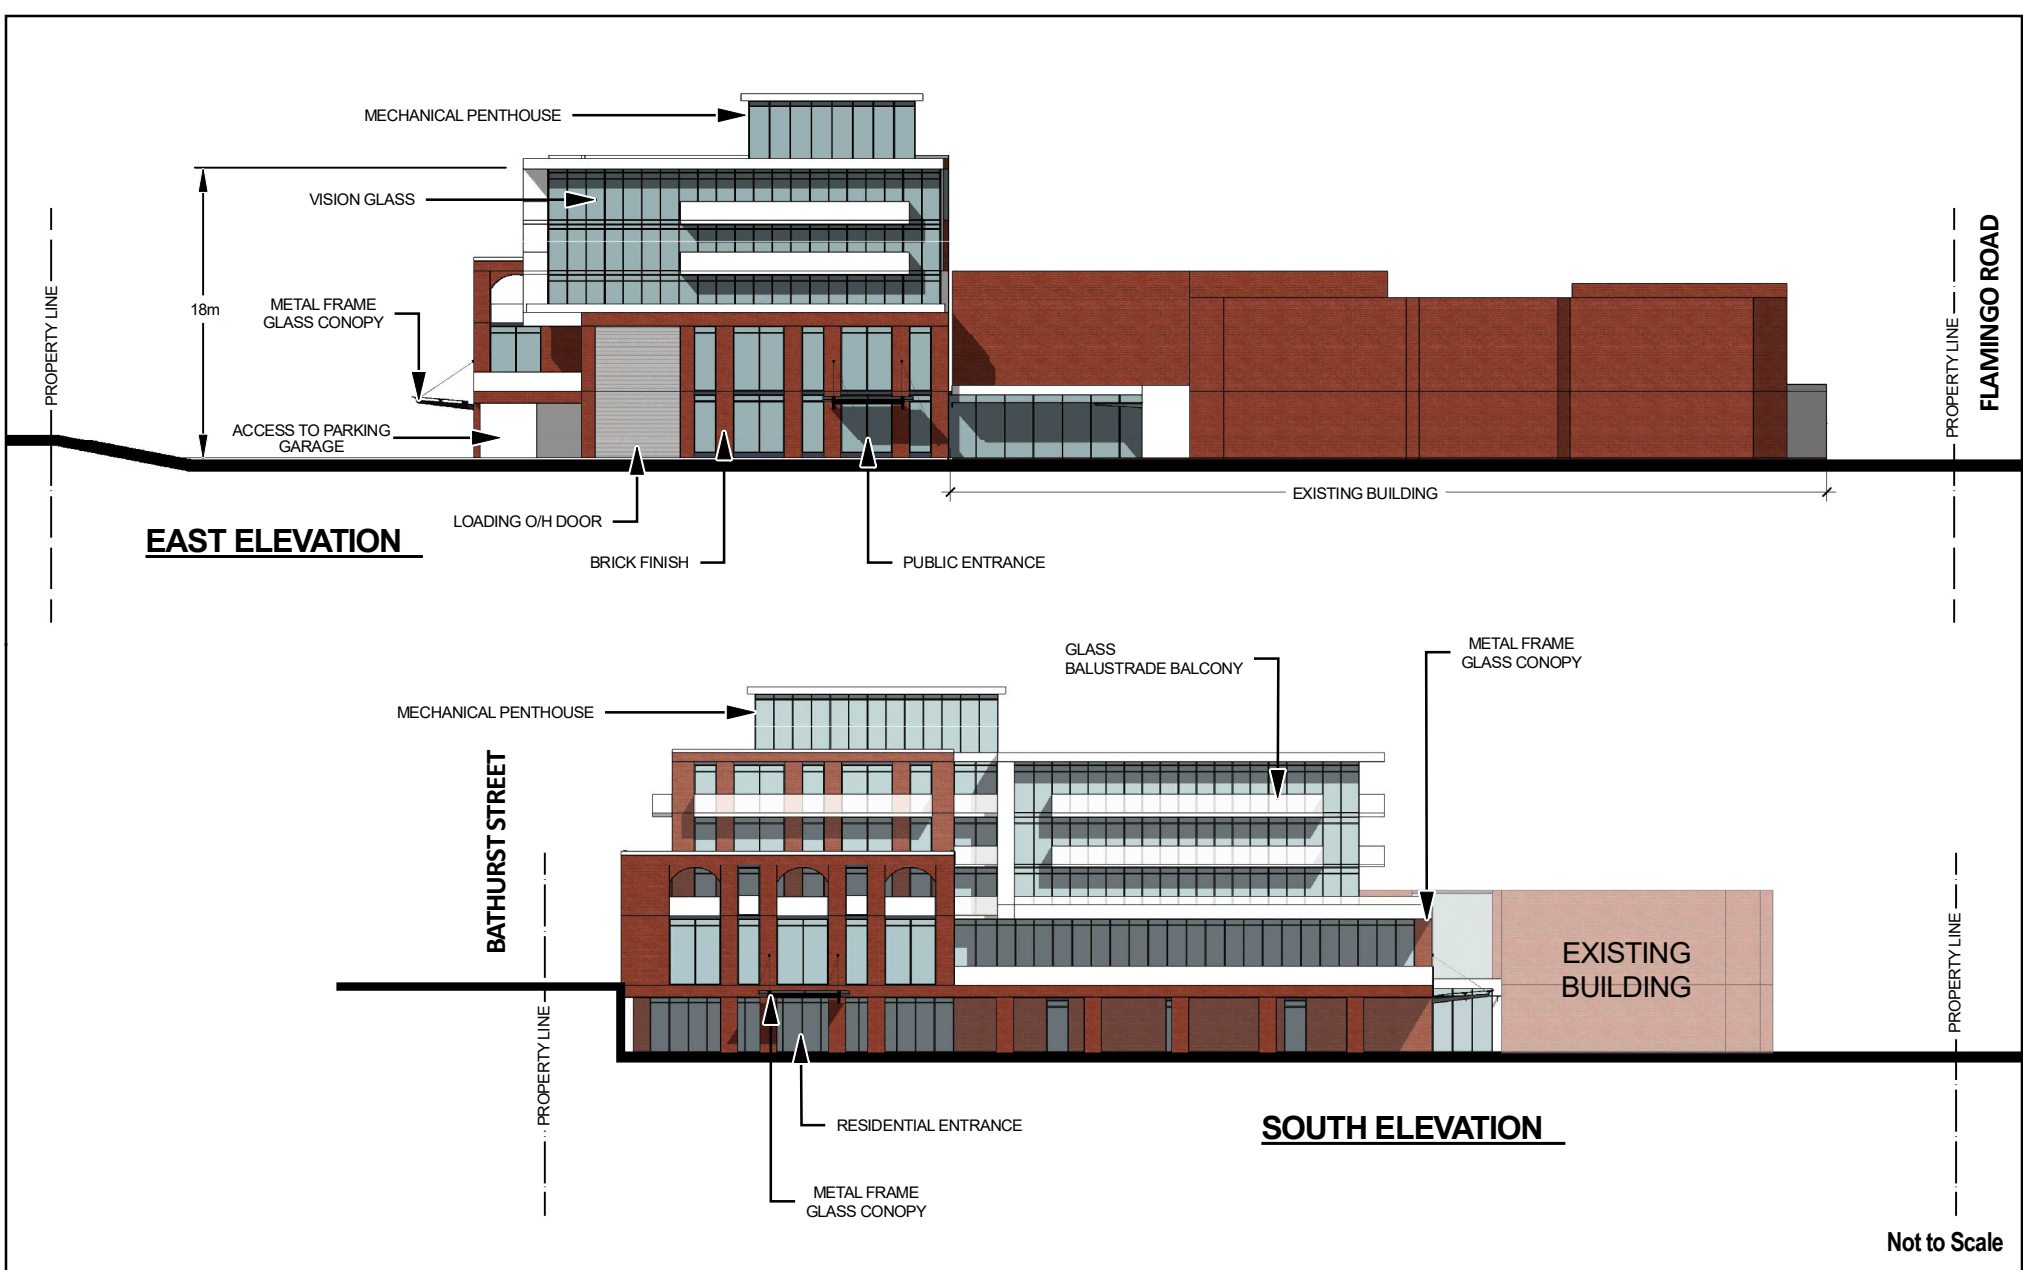 MECHANICAL PENTHOUSE
VISION GLASS
18m
METAL FRAME
GLASS CONOPY
ACCESS TO PARKING
GARAGE
PROPERTY LINE
PROPERTY LINE
FLAMINGO ROAD
EXISTING BUILDING
LOADING O/H DOOR
BRICK FINISH
PUBLIC ENTRANCE
EAST ELEVATION
GLASS
BALUSTRADE BALCONY
METAL FRAME
GLASS CONOPY
MECHANICAL PENTHOUSE
BATHURST STREET
EXISTING
BUILDING
PROPERTY LINE
PROPERTY LINE
RESIDENTIAL ENTRANCE
SOUTH ELEVATION
METAL FRAME
GLASS CONOPY
Not to Scale